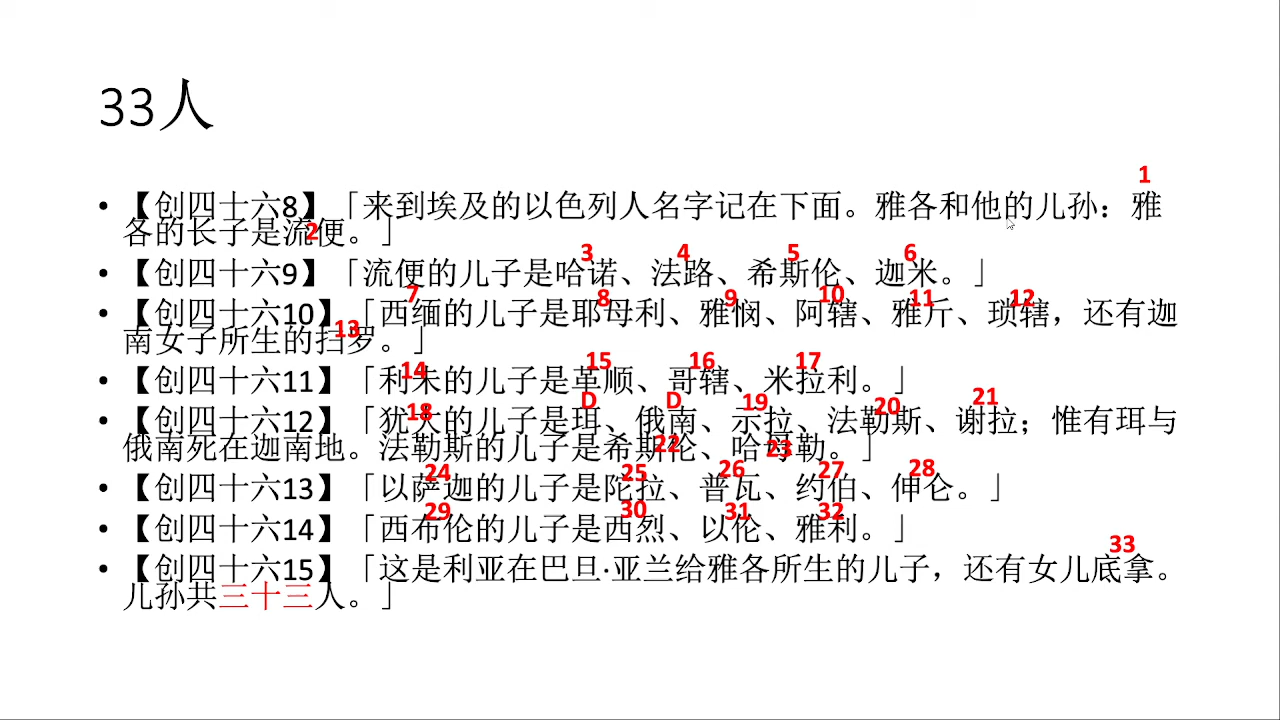 33人
1
• 【创四十六8】「来到埃及的以色列人名字记在下面。雅各和他的儿孙：雅
各的长子是流便。」
2
3 4 5 6
• 【创四十六9】「流便的儿子是哈诺、法路、希斯伦、迦米。」
7 8 9 10 11 12
• 【创四十六10】「西缅的儿子是耶母利、雅悯、阿辖、雅斤、琐辖，还有迦
13
南女子所生的扫罗。」
14 15 16 17
• 【创四十六11】「利未的儿子是革顺、哥辖、米拉利。」
18 D D 19 20 21
• 【创四十六12】「犹大的儿子是珥、俄南、示拉、法勒斯、谢拉；惟有珥与
22 23
俄南死在迦南地。法勒斯的儿子是希斯伦、哈母勒。」
24 25 26 27 28
• 【创四十六13】「以萨迦的儿子是陀拉、普瓦、约伯、伸仑。」
29 30 31 32
• 【创四十六14】「西布伦的儿子是西烈、以伦、雅利。」
33
• 【创四十六15】「这是利亚在巴旦·亚兰给雅各所生的儿子，还有女儿底拿。
儿孙共三十三人。」